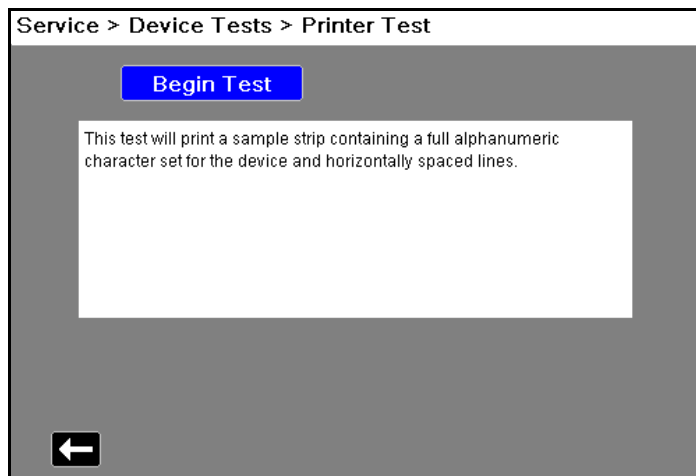 Service > Device Tests > Printer Test
Begin Test
This test will print a sample strip containing a full alphanumeric
character set for the device and horizontally spaced lines.